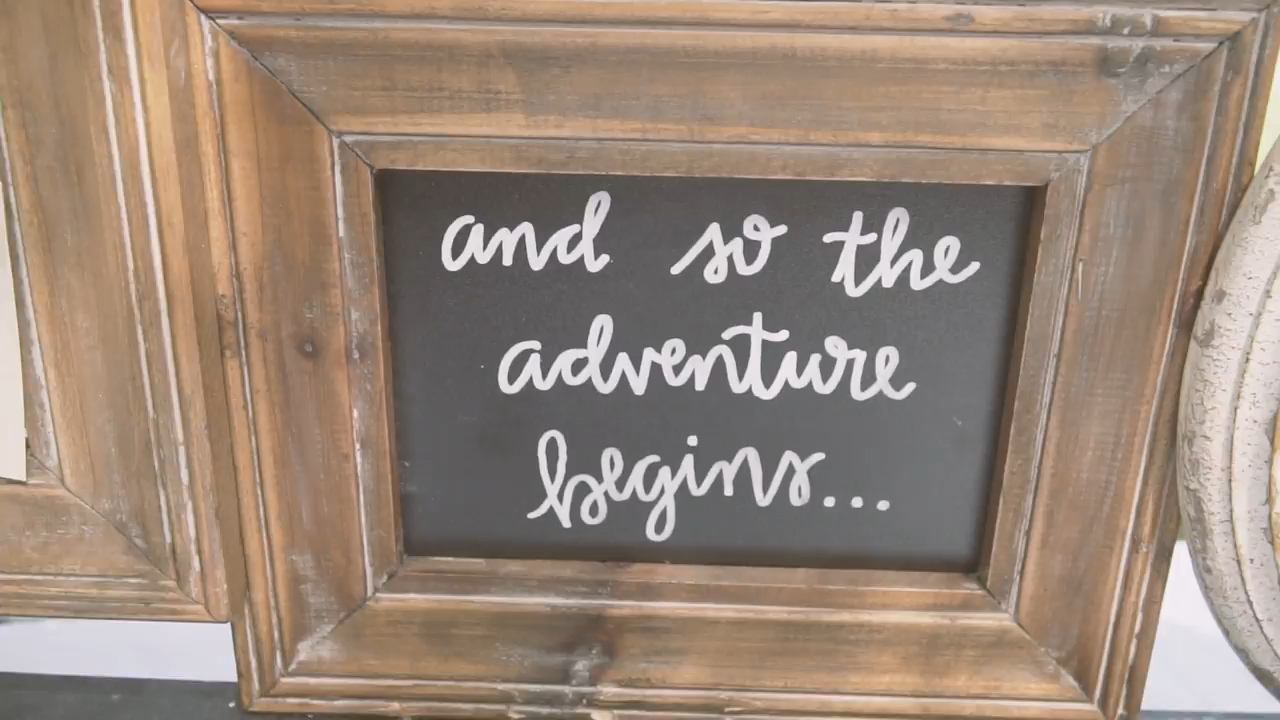 and so the
adventure
begins...